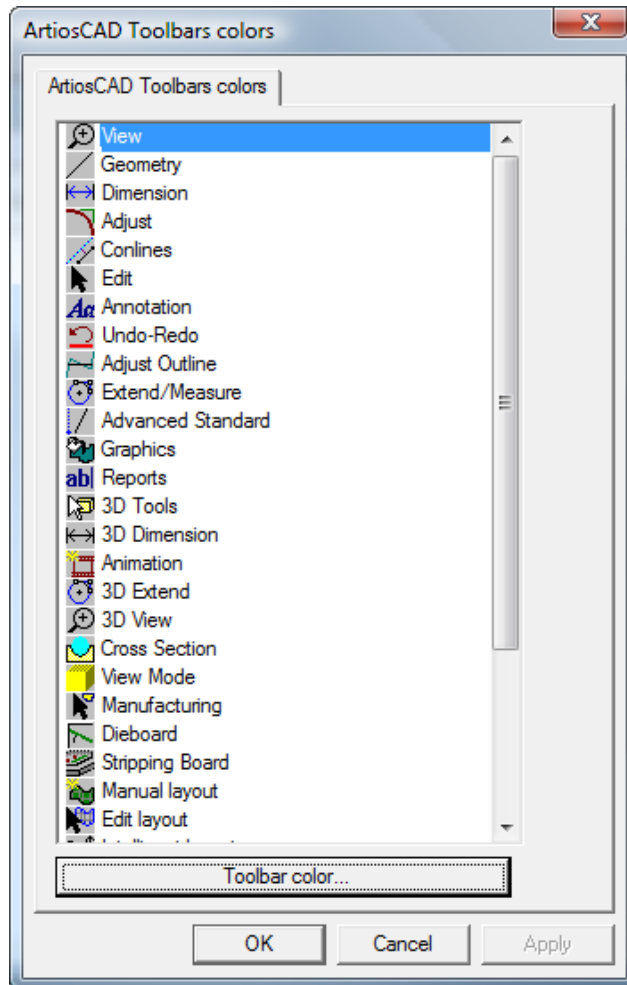 ArtiosCAD Toolbars colors
ArtiosCAD Toolbars colors
View
Geometry
Dimension
Adjust
Conlines
Edit
Aa Annotation
Undo-Redo
Adjust Outline
Extend/Measure
Advanced Standard
Graphics
ab Reports
3D Tools
3D Dimension
Animation
3D Extend
3D View
Cross Section
View Mode
Manufacturing
Dieboard
Stripping Board
Manual layout
Edit layout
Toolbar color...
OK
Cancel
Apply